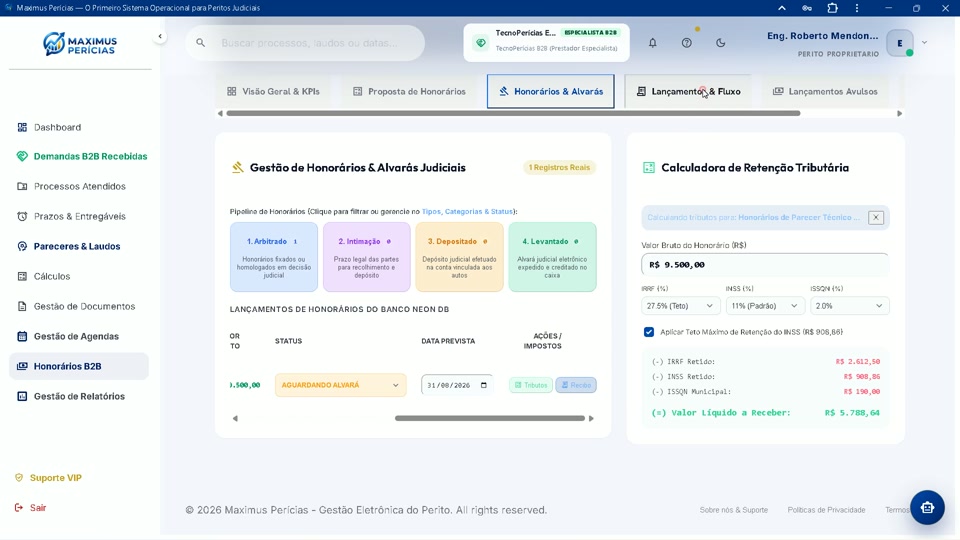 Maximus Perícias — O Primeiro Sistema Operacional para Peritos Judiciais
MAXIMUS
PERÍCIAS
Buscar processos, laudos ou datas...
TecnoPerícias E... ESPECIALISTA B2B
TecnoPerícias B2B (Prestador Especialista)
Eng. Roberto Mendon...
PERITO PROPRIETARIO
E
Dashboard
Demandas B2B Recebidas
Processos Atendidos
Prazos & Entregáveis
Pareceres & Laudos
Cálculos
Gestão de Documentos
Gestão de Agendas
Honorários B2B
Gestão de Relatórios
Suporte VIP
Sair
Visão Geral & KPIs
Proposta de Honorários
Honorários & Alvarás
Lançamentos & Fluxo
Lançamentos Avulsos
Gestão de Honorários & Alvarás Judiciais
1 Registros Reais
Pipeline de Honorários (Clique para filtrar ou gerencie no Tipos, Categorias & Status):
1. Arbitrado 1
Honorários fixados ou
homologados em decisão
judicial
2. Intimação 0
Prazo legal das partes
para recolhimento e
depósito
3. Depositado 0
Depósito judicial efetuado
na conta vinculada aos
autos
4. Levantado 0
Alvará judicial eletrônico
expedido e creditado no
caixa
LANÇAMENTOS DE HONORÁRIOS DO BANCO NEON DB
OR
TO
STATUS
DATA PREVISTA
AÇÕES /
IMPOSTOS
9.500,00
AGUARDANDO ALVARÁ
31/08/2026
Tributos
Recibo
Calculadora de Retenção Tributária
Calculando tributos para: Honorários de Parecer Técnico ...
Valor Bruto do Honorário (R$)
R$ 9.500,00
IRRF (%)
INSS (%)
ISSQN (%)
27.5% (Teto)
11% (Padrão)
2.0%
Aplicar Teto Máximo de Retenção do INSS (R$ 908,86)
(-) IRRF Retido: R$ 2.612,50
(-) INSS Retido: R$ 908,86
(-) ISSQN Municipal: R$ 190,00
(=) Valor Líquido a Receber: R$ 5.788,64
© 2026 Maximus Perícias - Gestão Eletrônica do Perito. All rights reserved.
Sobre nós & Suporte
Políticas de Privacidade
Termos